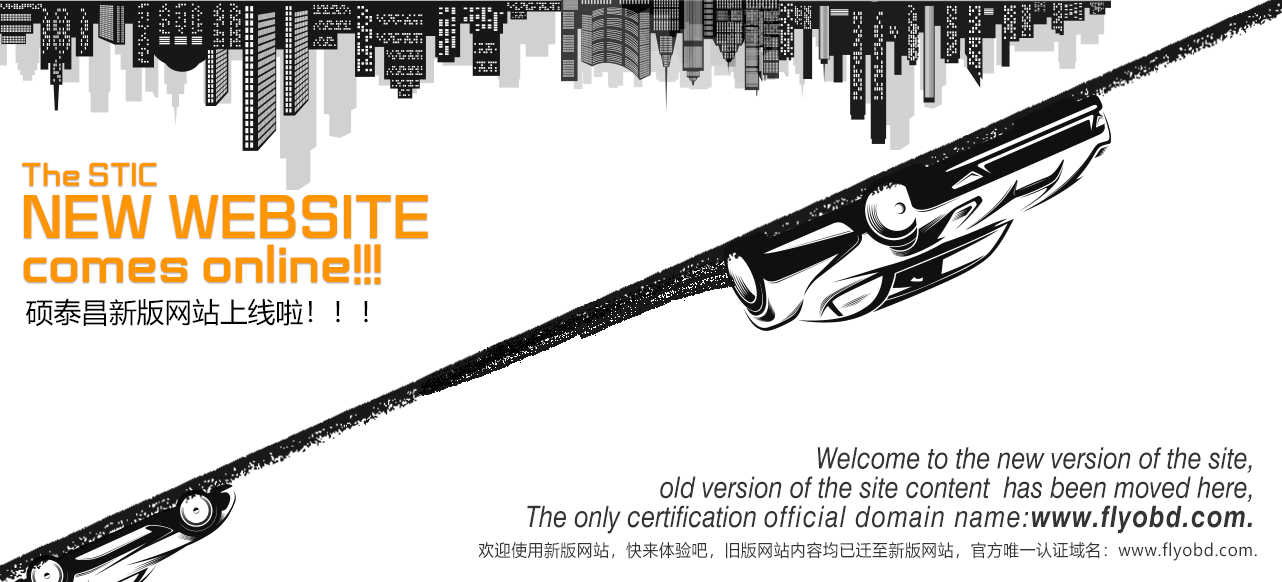 The STIC
NEW WEBSITE
comes online!!!
硕泰昌新版网站上线啦！！！
Welcome to the new version of the site,
old version of the site content has been moved here,
The only certification official domain name:www.flyobd.com.
欢迎使用新版网站，快来体验吧，旧版网站内容均已迁至新版网站，官方唯一认证域名：www.flyobd.com.